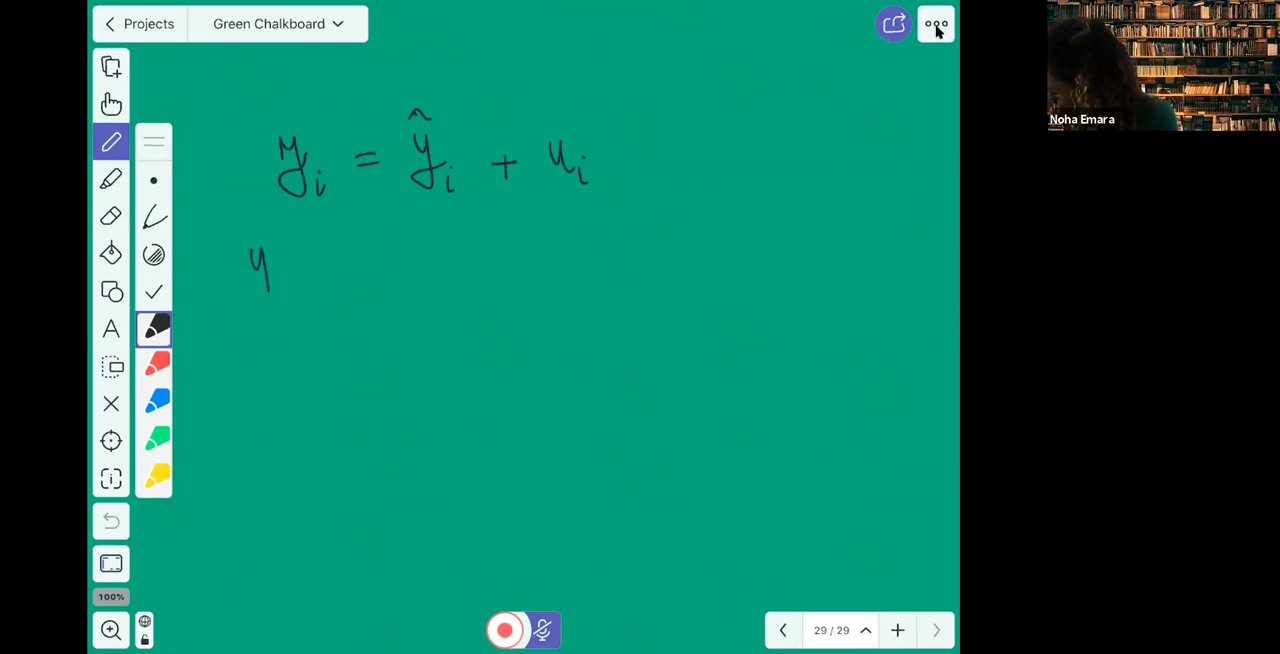 Projects
Green Chalkboard
Noha Emara
yᵢ = ŷᵢ + uᵢ
y
A
100%
29 / 29